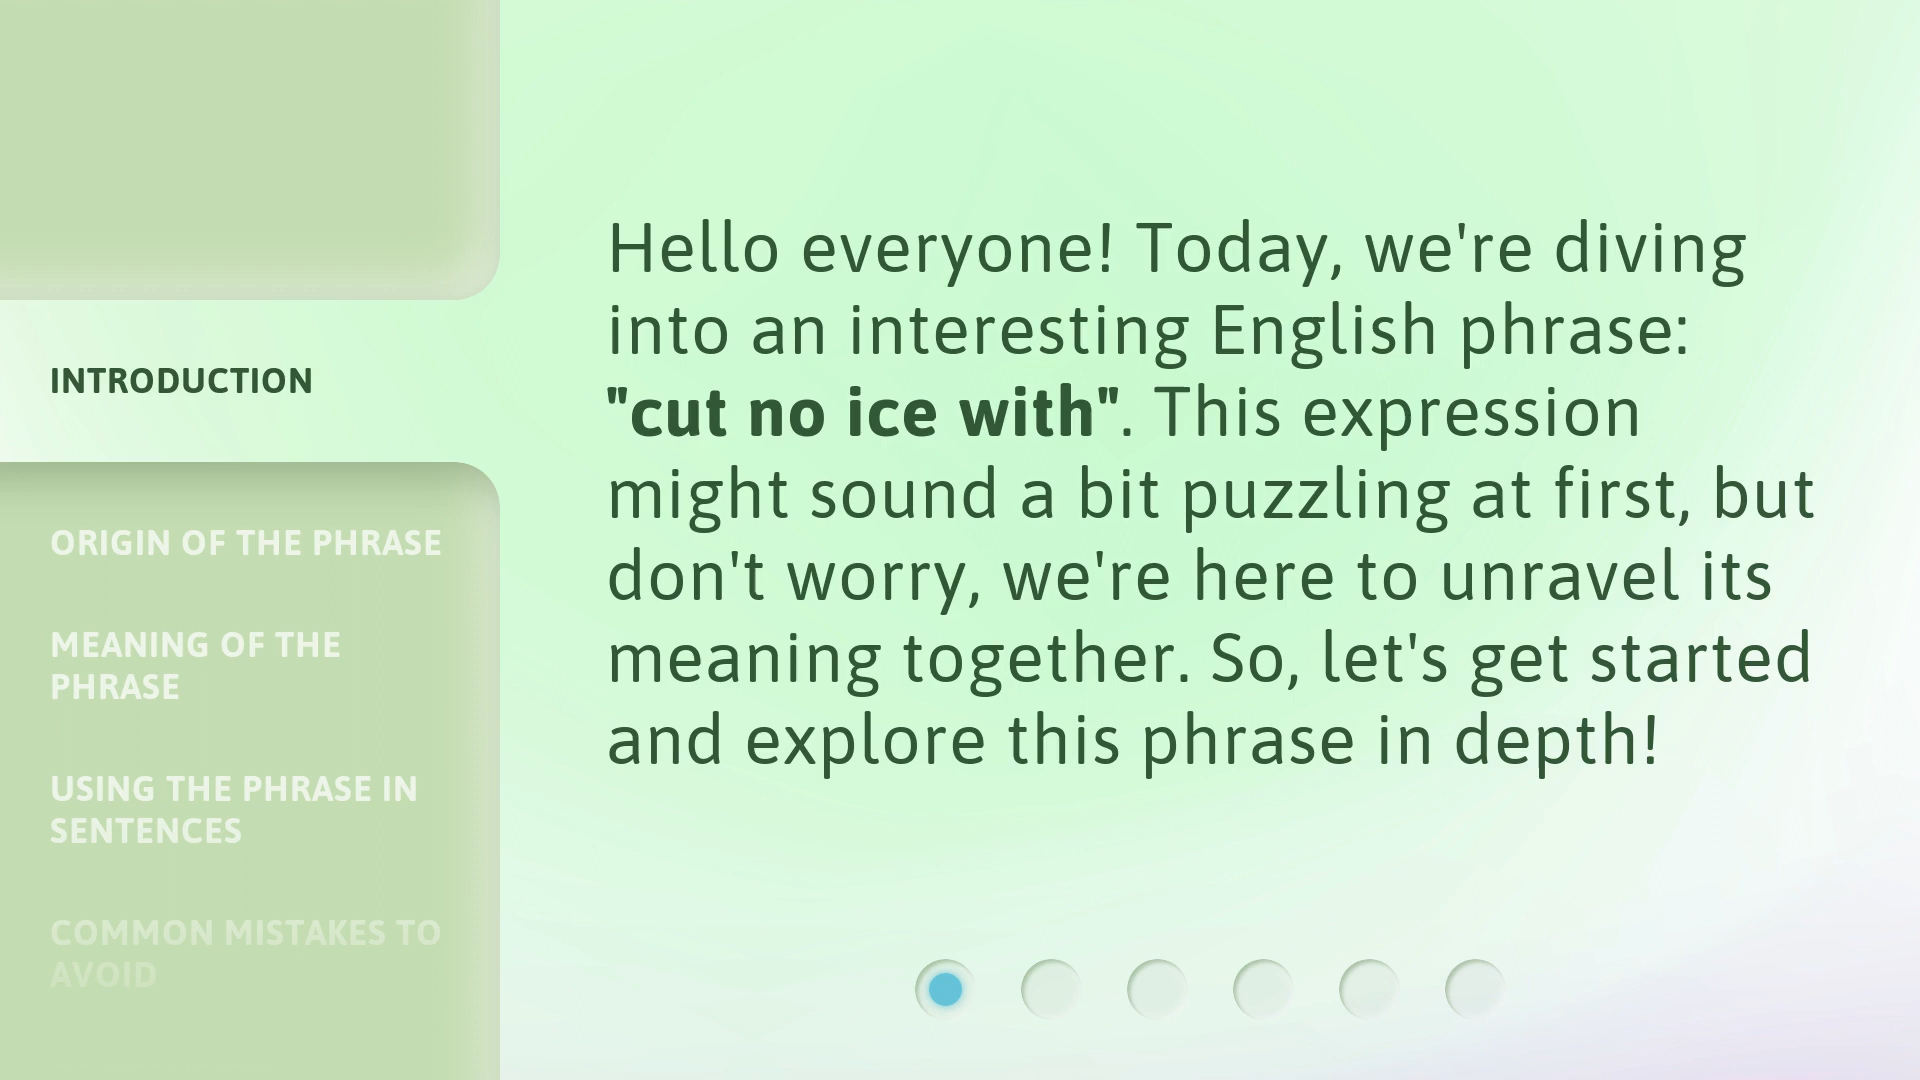 INTRODUCTION
ORIGIN OF THE PHRASE
MEANING OF THE
PHRASE
USING THE PHRASE IN
SENTENCES
COMMON MISTAKES TO
AVOID
Hello everyone! Today, we're diving
into an interesting English phrase:
"cut no ice with". This expression
might sound a bit puzzling at first, but
don't worry, we're here to unravel its
meaning together. So, let's get started
and explore this phrase in depth!